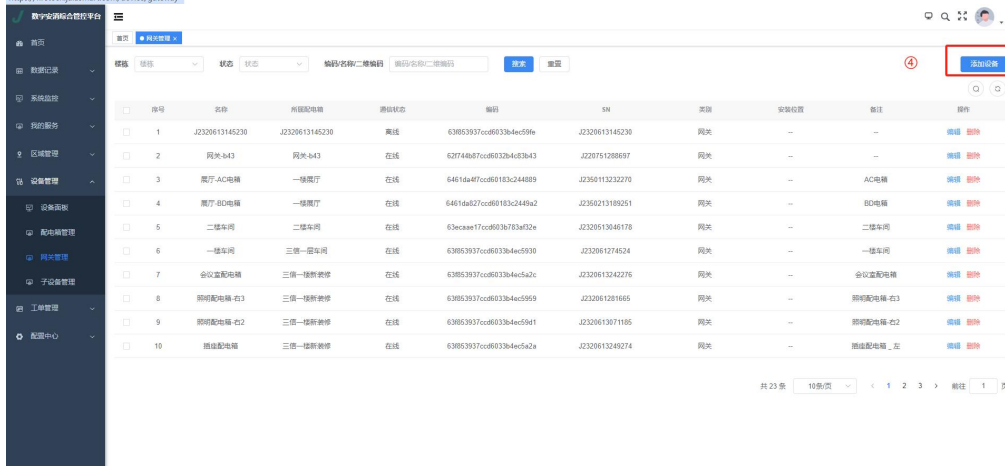 数字安消综合管控平台
首页
数据记录
系统监控
我的服务
区域管理
设备管理
设备面板
配电箱管理
网关管理
子设备管理
工单管理
配置中心
首页 网关管理 ×
楼栋 楼栋 状态 状态 编码/名称/二维编码 编码/名称/二维编码 搜索 重置 ④ 添加设备
序号 名称 所属配电箱 通信状态 编码 SN 类别 安装位置 备注 操作
1 J2320613145230 J2320613145230 离线 63f853937ccd6033b4ec59fe J2320613145230 网关 -- -- 编辑 删除
2 网关-b43 网关-b43 在线 62f744b87ccd6032b4c83b43 J220751288697 网关 -- -- 编辑 删除
3 展厅-AC电箱 一楼展厅 在线 6461da4f7ccd60183c244889 J2350113232270 网关 -- AC电箱 编辑 删除
4 展厅-BD电箱 一楼展厅 在线 6461da827ccd60183c2449a2 J2350213189251 网关 -- BD电箱 编辑 删除
5 二楼车间 二楼车间 在线 63ecaae17ccd603b783af32e J2320513046178 网关 -- 二楼车间 编辑 删除
6 一楼车间 三信一层车间 在线 63f853937ccd6033b4ec5930 J232061274524 网关 -- 一楼车间 编辑 删除
7 会议室配电箱 三信一楼新装修 在线 63f853937ccd6033b4ec5a2c J2320613242276 网关 -- 会议室配电箱 编辑 删除
8 照明配电箱-右3 三信一楼新装修 在线 63f853937ccd6033b4ec5959 J232061281665 网关 -- 照明配电箱-右3 编辑 删除
9 照明配电箱-右2 三信一楼新装修 在线 63f853937ccd6033b4ec59d1 J2320613071185 网关 -- 照明配电箱-右2 编辑 删除
10 插座配电箱 三信一楼新装修 在线 63f853937ccd6033b4ec5a2a J2320613249274 网关 -- 插座配电箱_左 编辑 删除
共 23 条 10条/页 < 1 2 3 > 前往 1 页